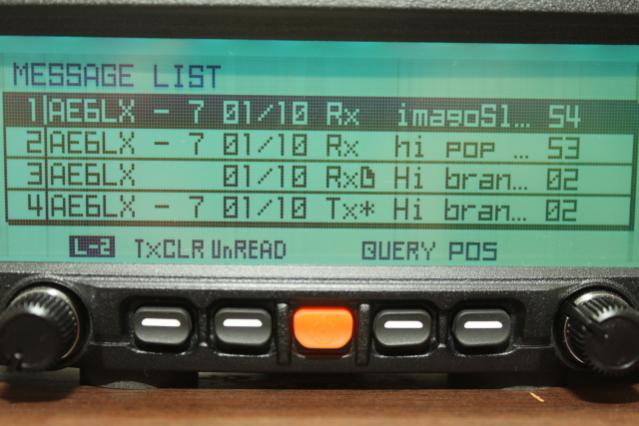 MESSAGE LIST
1 AE6LX - 7 01/10 Rx imagoSl... 54
2 AE6LX - 7 01/10 Rx hi pop ... 53
3 AE6LX 01/10 Rx Hi bran... 02
4 AE6LX - 7 01/10 Tx* Hi bran... 02
L-2 TxCLR UnREAD QUERY POS